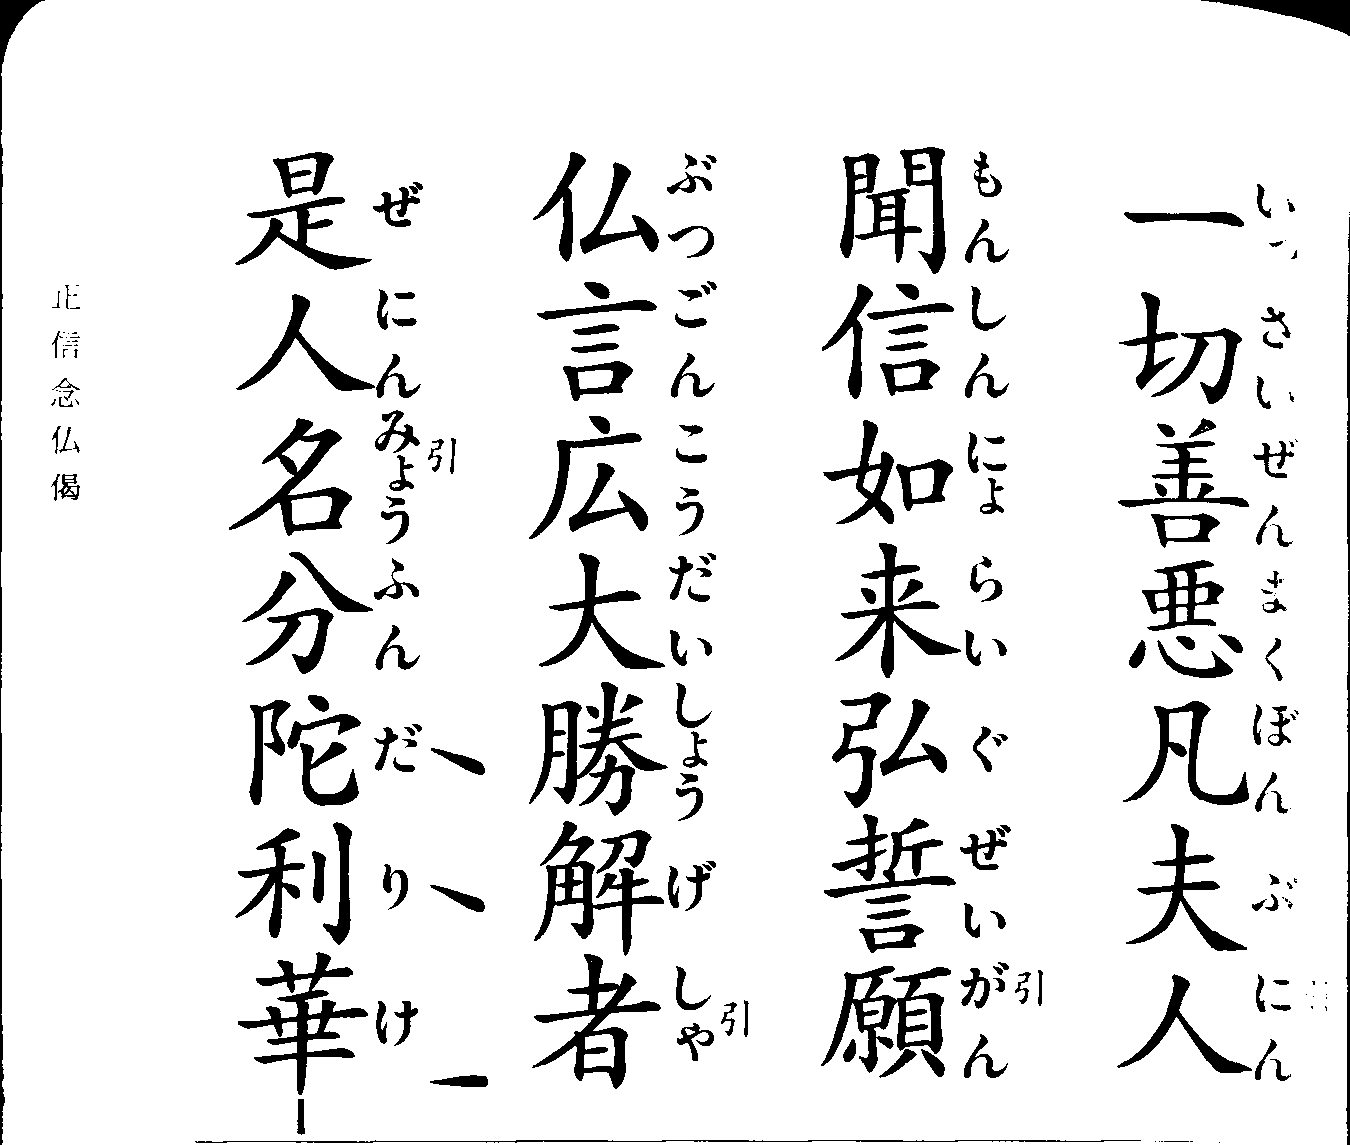 一切善悪凡夫人
いっさいぜんまくぼんぶにん
聞信如来弘誓願
もんしんにょらいぐぜいがん
引
仏言広大勝解者
ぶつごんこうだいしょうげしゃ
引
是人名分陀利華
ぜにんみょうふんだりけ
引
正信念仏偈